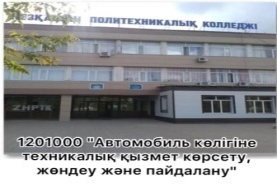 ПОЛИТЕХНИКАЛЫҚ КОЛЛЕДЖІ
ZHPTK
1201000 "Автомобиль көлігіне
техникалық қызмет көрсету,
жөндеу және пайдалану"